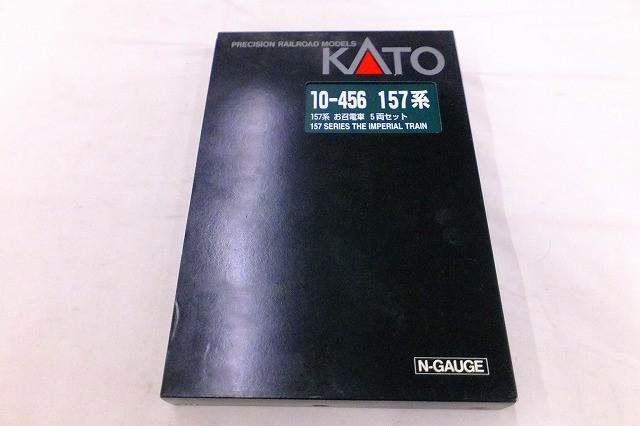 PRECISION RAILROAD MODELS
KATO
10-456 157系
157系 お召電車 5両セット
157 SERIES THE IMPERIAL TRAIN
N-GAUGE